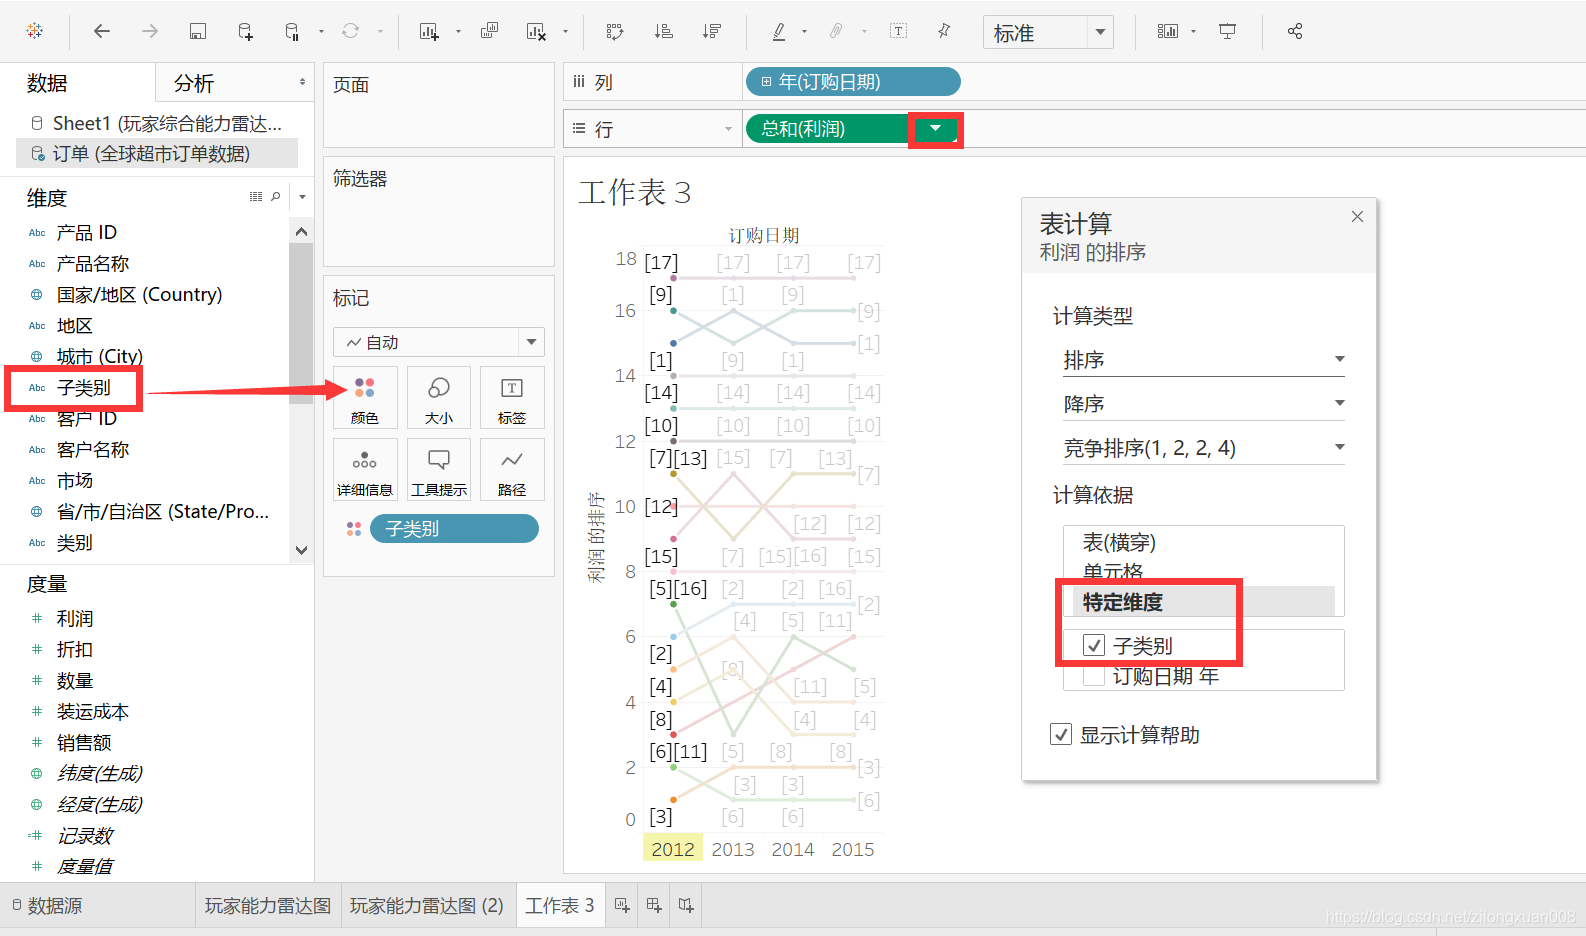 标准
数据
分析
Sheet1 (玩家综合能力雷达...
订单 (全球超市订单数据)
维度
Abc 产品 ID
Abc 产品名称
国家/地区 (Country)
Abc 地区
城市 (City)
Abc 子类别
Abc 客户 ID
Abc 客户名称
Abc 市场
省/市/自治区 (State/Pro...
Abc 类别
度量
利润
折扣
数量
装运成本
销售额
纬度(生成)
经度(生成)
记录数
度量值
页面
筛选器
标记
自动
颜色
大小
标签
详细信息
工具提示
路径
子类别
列
年(订购日期)
行
总和(利润)
工作表 3
订购日期
利润 的排序
18
16
14
12
10
8
6
4
2
0
[17] [17] [17] [17]
[9] [1] [9] [9]
[1]
[1] [9] [1]
[14] [14] [14] [14]
[10] [10] [10] [10]
[7][13] [15] [7] [13] [7]
[12] [12] [12]
[15] [7] [15][16] [15]
[5][16] [2] [2] [16] [2]
[4] [5] [11]
[2] [8]
[4] [11] [5]
[8] [4] [4]
[6][11] [5] [8] [8] [3]
[3] [3] [6]
[3] [6] [6]
2012 2013 2014 2015
表计算
利润 的排序
计算类型
排序
降序
竞争排序(1, 2, 2, 4)
计算依据
表(横穿)
单元格
特定维度
子类别
订购日期 年
显示计算帮助
数据源
玩家能力雷达图
玩家能力雷达图 (2)
工作表 3
https://blog.csdn.net/zilongxuan008